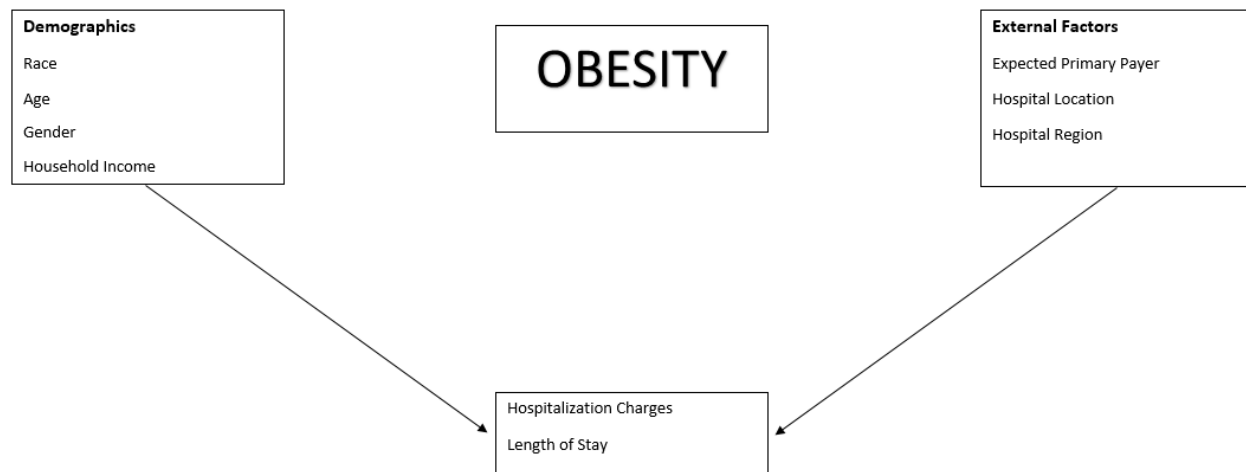 Demographics
Race
Age
Gender
Household Income
OBESITY
External Factors
Expected Primary Payer
Hospital Location
Hospital Region
Hospitalization Charges
Length of Stay